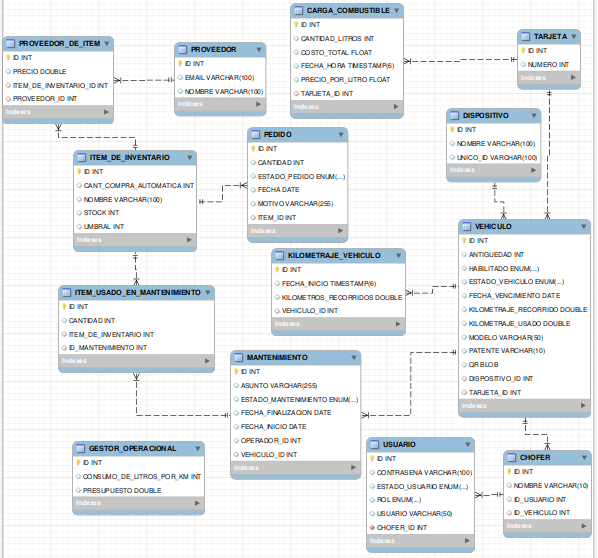 PROVEEDOR_DE_ITEM
ID INT
PRECIO DOUBLE
ITEM_DE_INVENTARIO_ID INT
PROVEEDOR_ID INT
Indexes
PROVEEDOR
ID INT
EMAIL VARCHAR(100)
NOMBRE VARCHAR(100)
Indexes
CARGA_COMBUSTIBLE
ID INT
CANTIDAD_LITROS INT
COSTO_TOTAL FLOAT
FECHA_HORA TIMESTAMP(6)
PRECIO_POR_LITRO FLOAT
TARJETA_ID INT
Indexes
TARJETA
ID INT
NUMERO INT
Indexes
DISPOSITIVO
ID INT
NOMBRE VARCHAR(100)
UNICO_ID VARCHAR(100)
Indexes
ITEM_DE_INVENTARIO
ID INT
CANT_COMPRA_AUTOMATICA INT
NOMBRE VARCHAR(100)
STOCK INT
UMBRAL INT
Indexes
PEDIDO
ID INT
CANTIDAD INT
ESTADO_PEDIDO ENUM(...)
FECHA DATE
MOTIVO VARCHAR(255)
ITEM_ID INT
Indexes
VEHICULO
ID INT
ANTIGUEDAD INT
HABILITADO ENUM(...)
ESTADO_VEHICULO ENUM(...)
FECHA_VENCIMIENTO DATE
KILOMETRAJE_RECORRIDO DOUBLE
KILOMETRAJE_USADO DOUBLE
MODELO VARCHAR(50)
PATENTE VARCHAR(10)
QR BLOB
DISPOSITIVO_ID INT
TARJETA_ID INT
Indexes
KILOMETRAJE_VEHICULO
ID INT
FECHA_INICIO TIMESTAMP(6)
KILOMETROS_RECORRIDOS DOUBLE
VEHICULO_ID INT
Indexes
ITEM_USADO_EN_MANTENIMIENTO
ID INT
CANTIDAD INT
ITEM_DE_INVENTARIO INT
ID_MANTENIMIENTO INT
Indexes
MANTENIMIENTO
ID INT
ASUNTO VARCHAR(255)
ESTADO_MANTENIMIENTO ENUM(...)
FECHA_FINALIZACION DATE
FECHA_INICIO DATE
OPERADOR_ID INT
VEHICULO_ID INT
Indexes
GESTOR_OPERACIONAL
ID INT
CONSUMO_DE_LITROS_POR_KM INT
PRESUPUESTO DOUBLE
Indexes
USUARIO
ID INT
CONTRASENA VARCHAR(100)
ESTADO_USUARIO ENUM(...)
ROL ENUM(...)
USUARIO VARCHAR(50)
CHOFER_ID INT
Indexes
CHOFER
ID INT
NOMBRE VARCHAR(10)
ID_USUARIO INT
ID_VEHICULO INT
Indexes